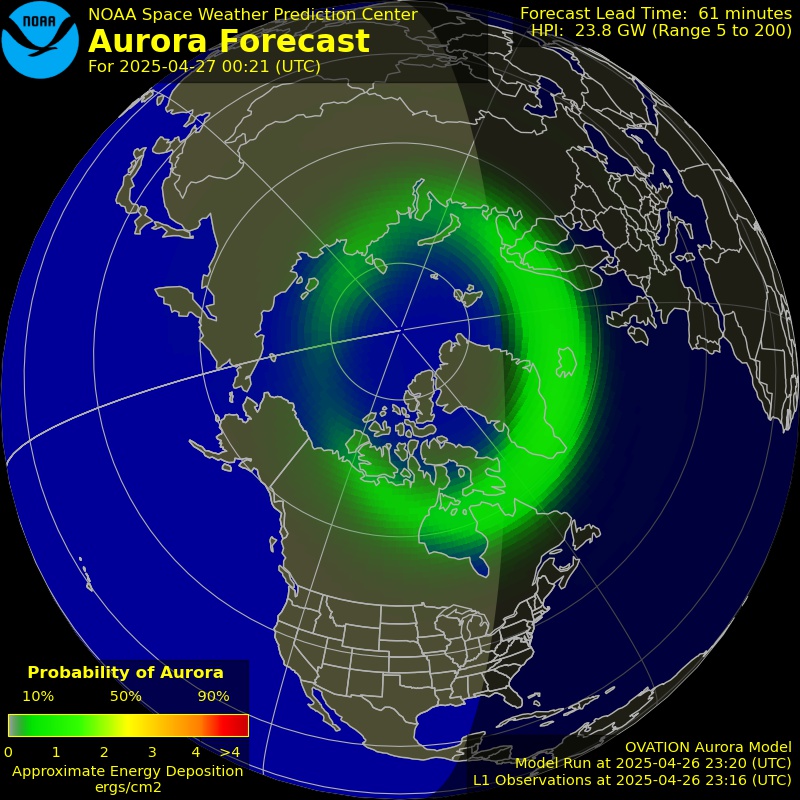 NOAA
NOAA Space Weather Prediction Center
Aurora Forecast
For 2025-04-27 00:21 (UTC)
Forecast Lead Time: 61 minutes
HPI: 23.8 GW (Range 5 to 200)
Probability of Aurora
10% 50% 90%
0 1 2 3 4 >4
Approximate Energy Deposition
ergs/cm2
OVATION Aurora Model
Model Run at 2025-04-26 23:20 (UTC)
L1 Observations at 2025-04-26 23:16 (UTC)